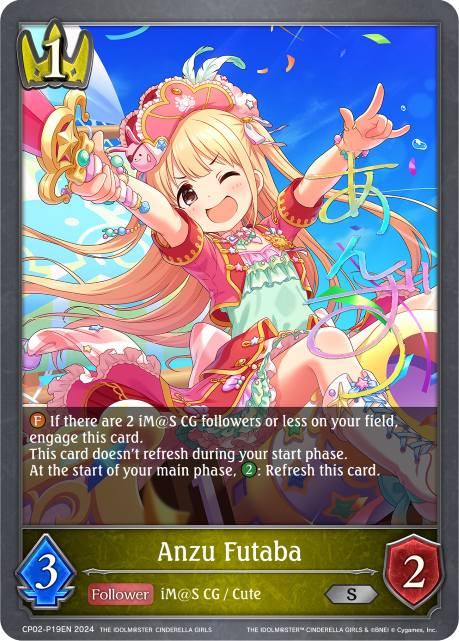 1
あんず
F If there are 2 iM@S CG followers or less on your field,
engage this card.
This card doesn't refresh during your start phase.
At the start of your main phase, 2: Refresh this card.
Anzu Futaba
3
Follower iM@S CG / Cute
S
2
CP02-P19EN 2024 THE IDOLM@STER CINDERELLA GIRLS THE IDOLM@STER™ CINDERELLA GIRLS & ©BNEI © Cygames, Inc.